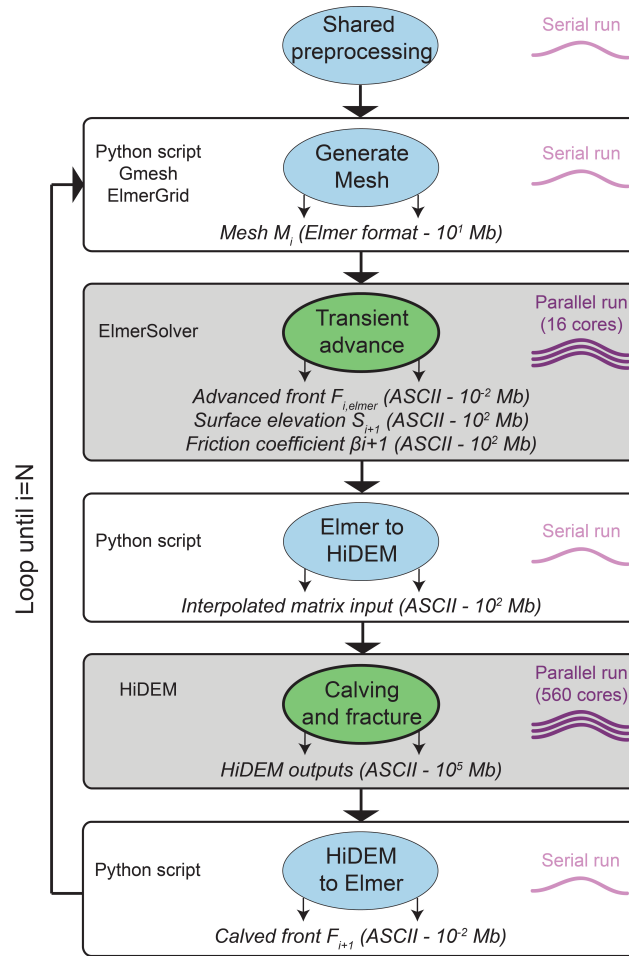 Shared
preprocessing
Serial run
Python script
Gmesh
ElmerGrid
Generate
Mesh
Serial run
Mesh Mᵢ (Elmer format - 10¹ Mb)
ElmerSolver
Transient
advance
Parallel run
(16 cores)
Advanced front F_{i,elmer} (ASCII - 10⁻² Mb)
Surface elevation S_{i+1} (ASCII - 10² Mb)
Friction coefficient βi+1 (ASCII - 10² Mb)
Loop until i=N
Python script
Elmer to
HiDEM
Serial run
Interpolated matrix input (ASCII - 10² Mb)
HiDEM
Calving
and fracture
Parallel run
(560 cores)
HiDEM outputs (ASCII - 10⁵ Mb)
Python script
HiDEM
to Elmer
Serial run
Calved front F_{i+1} (ASCII - 10⁻² Mb)